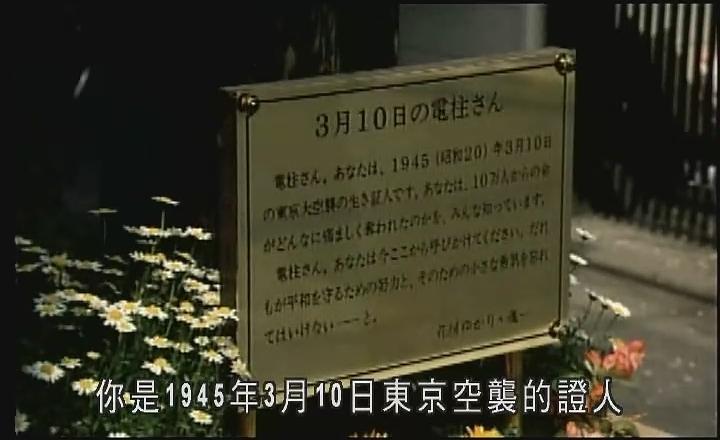 3月10日の電柱さん
電柱さん。あなたは、1945(昭和20)年3月10日
の東京大空襲の生き証人です。あなたは、10万人からの命
がどんなに痛ましく奪われたのかを、みんな知っています。
電柱さん。あなたは今ここから呼びかけてください。だれ
もが平和を守るための努力と、そのための小さな勇気を忘れ
てはいけない――と。
你是1945年3月10日東京空襲的證人